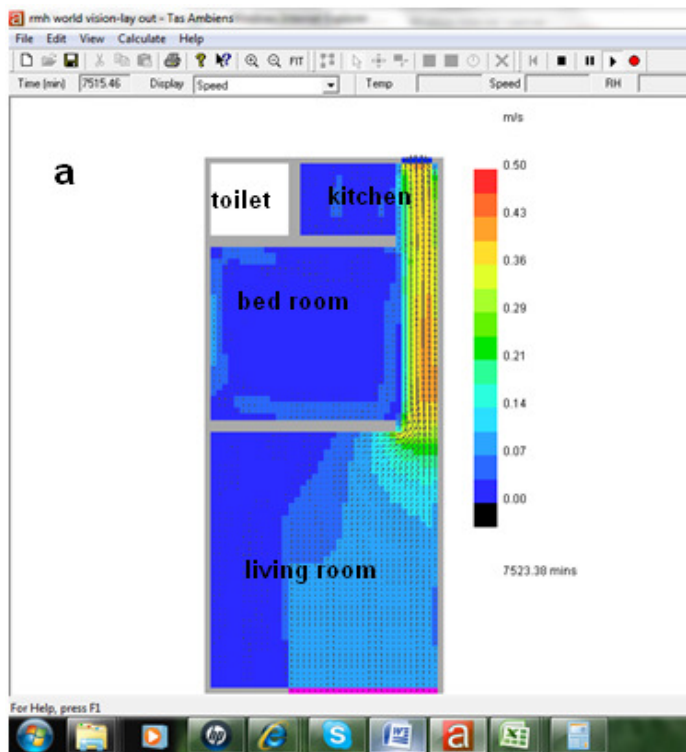 rmh world vision-lay out - Tas Ambiens
File Edit View Calculate Help
FIT
Time (min) 7515.46 Display Speed Temp Speed RH
m/s
a
0.50
toilet kitchen
0.43
0.36
bed room
0.29
0.21
0.14
0.07
0.00
living room
7523.38 mins
For Help, press F1
hp e S W a X